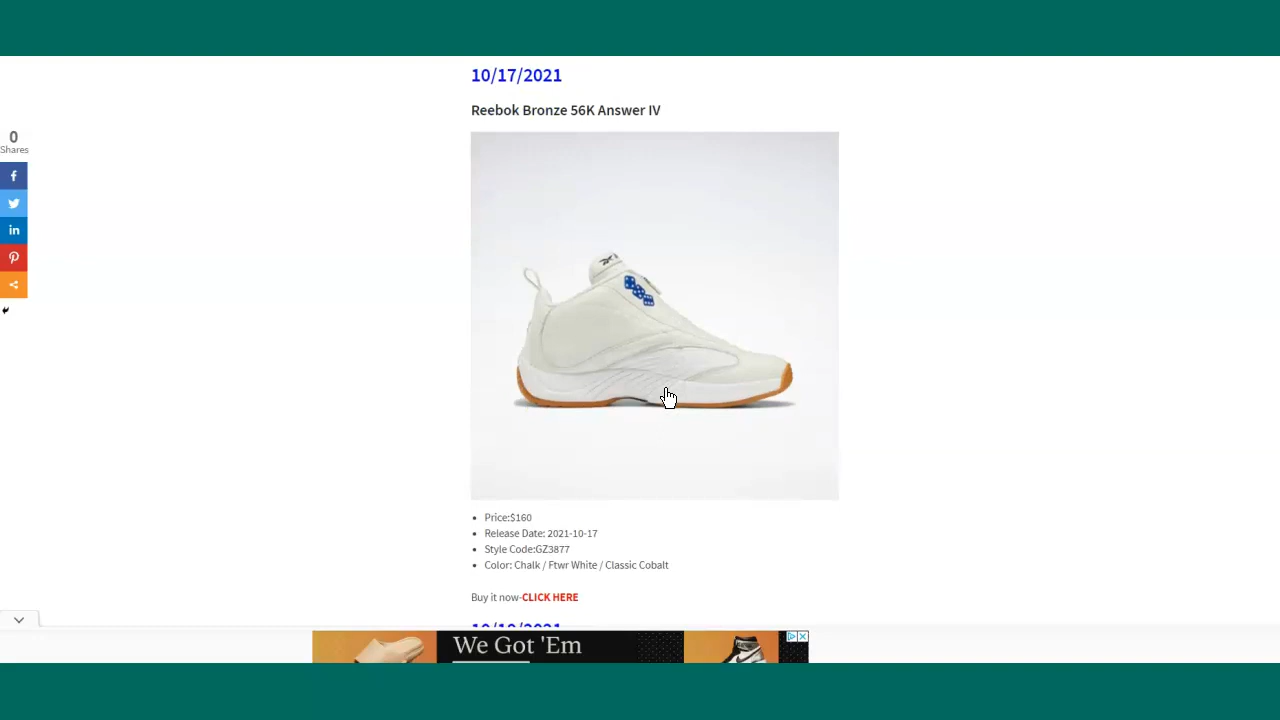 10/17/2021
Reebok Bronze 56K Answer IV
0
Shares
Price:$160
Release Date: 2021-10-17
Style Code:GZ3877
Color: Chalk / Ftwr White / Classic Cobalt
Buy it now-CLICK HERE
We Got 'Em